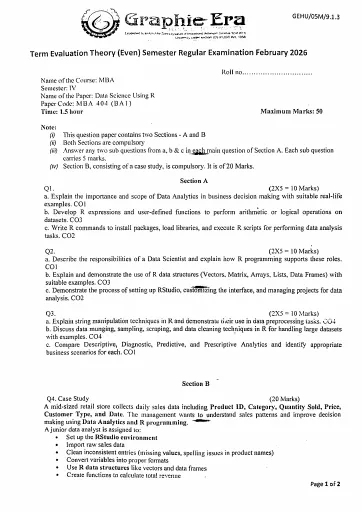 GEHU/05M/9.1.3
Graphic Era
Term Evaluation Theory (Even) Semester Regular Examination February 2026
Roll no..............................
Name of the Course: MBA
Semester: IV
Name of the Paper: Data Science Using R
Paper Code: MBA 404 (BA1)
Time: 1.5 hour Maximum Marks: 50
Note:
(i) This question paper contains two Sections - A and B
(ii) Both Sections are compulsory
(iii) Answer any two sub questions from a, b & c in each main question of Section A. Each sub question
carries 5 marks.
(iv) Section B, consisting of a case study, is compulsory. It is of 20 Marks.
Section A
Q1. (2X5 = 10 Marks)
a. Explain the importance and scope of Data Analytics in business decision making with suitable real-life
examples. CO1
b. Develop R expressions and user-defined functions to perform arithmetic or logical operations on
datasets. CO3
c. Write R commands to install packages, load libraries, and execute R scripts for performing data analysis
tasks. CO2
Q2. (2X5 = 10 Marks)
a. Describe the responsibilities of a Data Scientist and explain how R programming supports these roles.
CO1
b. Explain and demonstrate the use of R data structures (Vectors, Matrix, Arrays, Lists, Data Frames) with
suitable examples. CO3
c. Demonstrate the process of setting up RStudio, customizing the interface, and managing projects for data
analysis. CO2
Q3. (2X5 = 10 Marks)
a. Explain string manipulation techniques in R and demonstrate their use in data preprocessing tasks. CO4
b. Discuss data munging, sampling, scraping, and data cleaning techniques in R for handling large datasets
with examples. CO4
c. Compare Descriptive, Diagnostic, Predictive, and Prescriptive Analytics and identify appropriate
business scenarios for each. CO1
Section B
Q4. Case Study (20 Marks)
A mid-sized retail store collects daily sales data including Product ID, Category, Quantity Sold, Price,
Customer Type, and Date. The management wants to understand sales patterns and improve decision
making using Data Analytics and R programming.
A junior data analyst is assigned to:
• Set up the RStudio environment
• Import raw sales data
• Clean inconsistent entries (missing values, spelling issues in product names)
• Convert variables into proper formats
• Use R data structures like vectors and data frames
• Create functions to calculate total revenue
Page 1 of 2